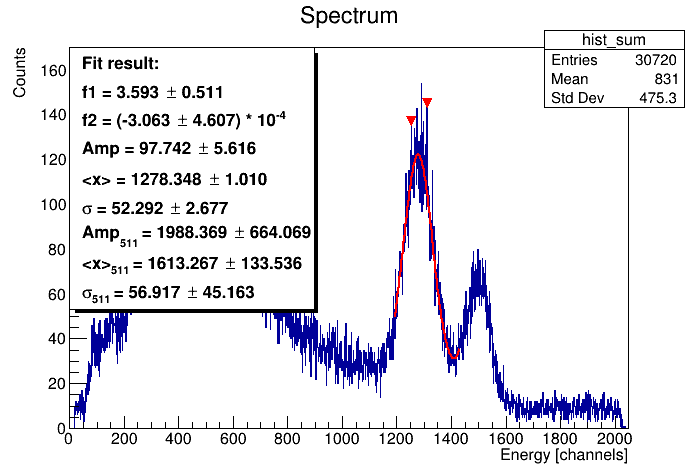 Spectrum
hist_sum
Entries 30720
Mean 831
Std Dev 475.3
Counts
Fit result:
f1 = 3.593 ± 0.511
f2 = (-3.063 ± 4.607) * 10-4
Amp = 97.742 ± 5.616
<x> = 1278.348 ± 1.010
σ = 52.292 ± 2.677
Amp511 = 1988.369 ± 664.069
<x>511 = 1613.267 ± 133.536
σ511 = 56.917 ± 45.163
160
140
120
100
80
60
40
20
0
0 200 400 600 800 1000 1200 1400 1600 1800 2000
Energy [channels]